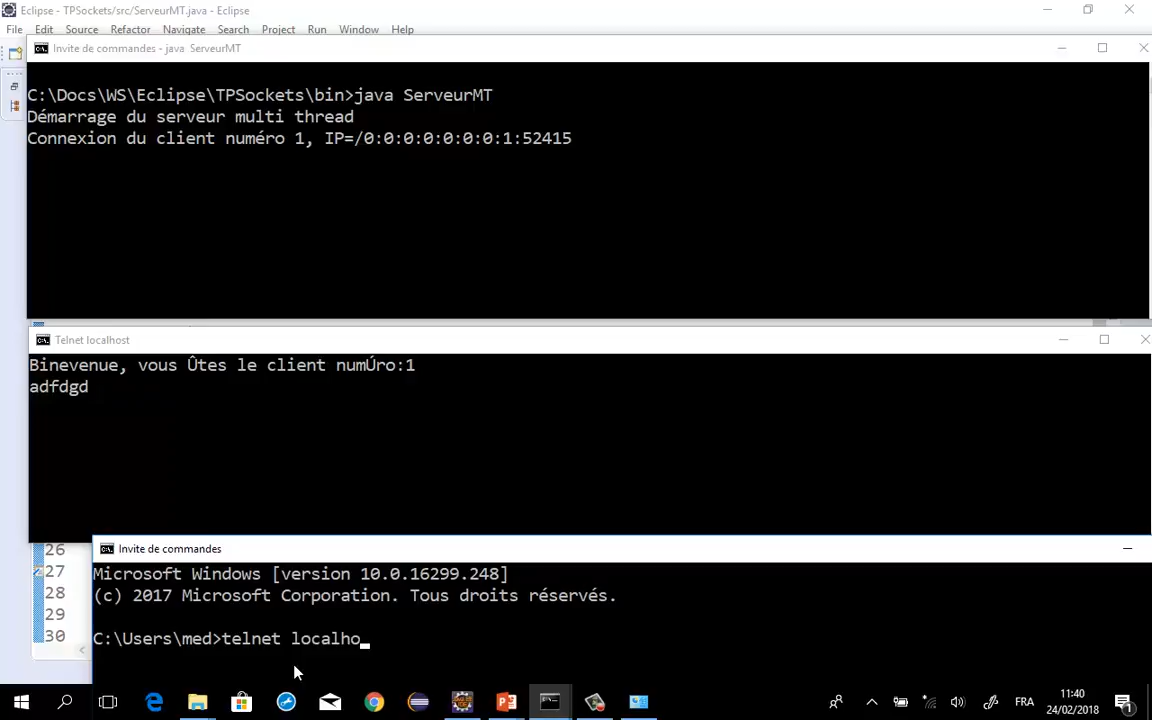 Eclipse - TPSockets/src/ServeurMT.java - Eclipse
File Edit Source Refactor Navigate Search Project Run Window Help
Invite de commandes - java ServeurMT
C:\Docs\WS\Eclipse\TPSockets\bin>java ServeurMT
Démarrage du serveur multi thread
Connexion du client numéro 1, IP=/0:0:0:0:0:0:0:1:52415
Telnet localhost
Binevenue, vous Ûtes le client numÚro:1
adfdgd
26
27
28
29
30
Invite de commandes
Microsoft Windows [version 10.0.16299.248]
(c) 2017 Microsoft Corporation. Tous droits réservés.
C:\Users\med>telnet localho_
FRA
11:40
24/02/2018
1